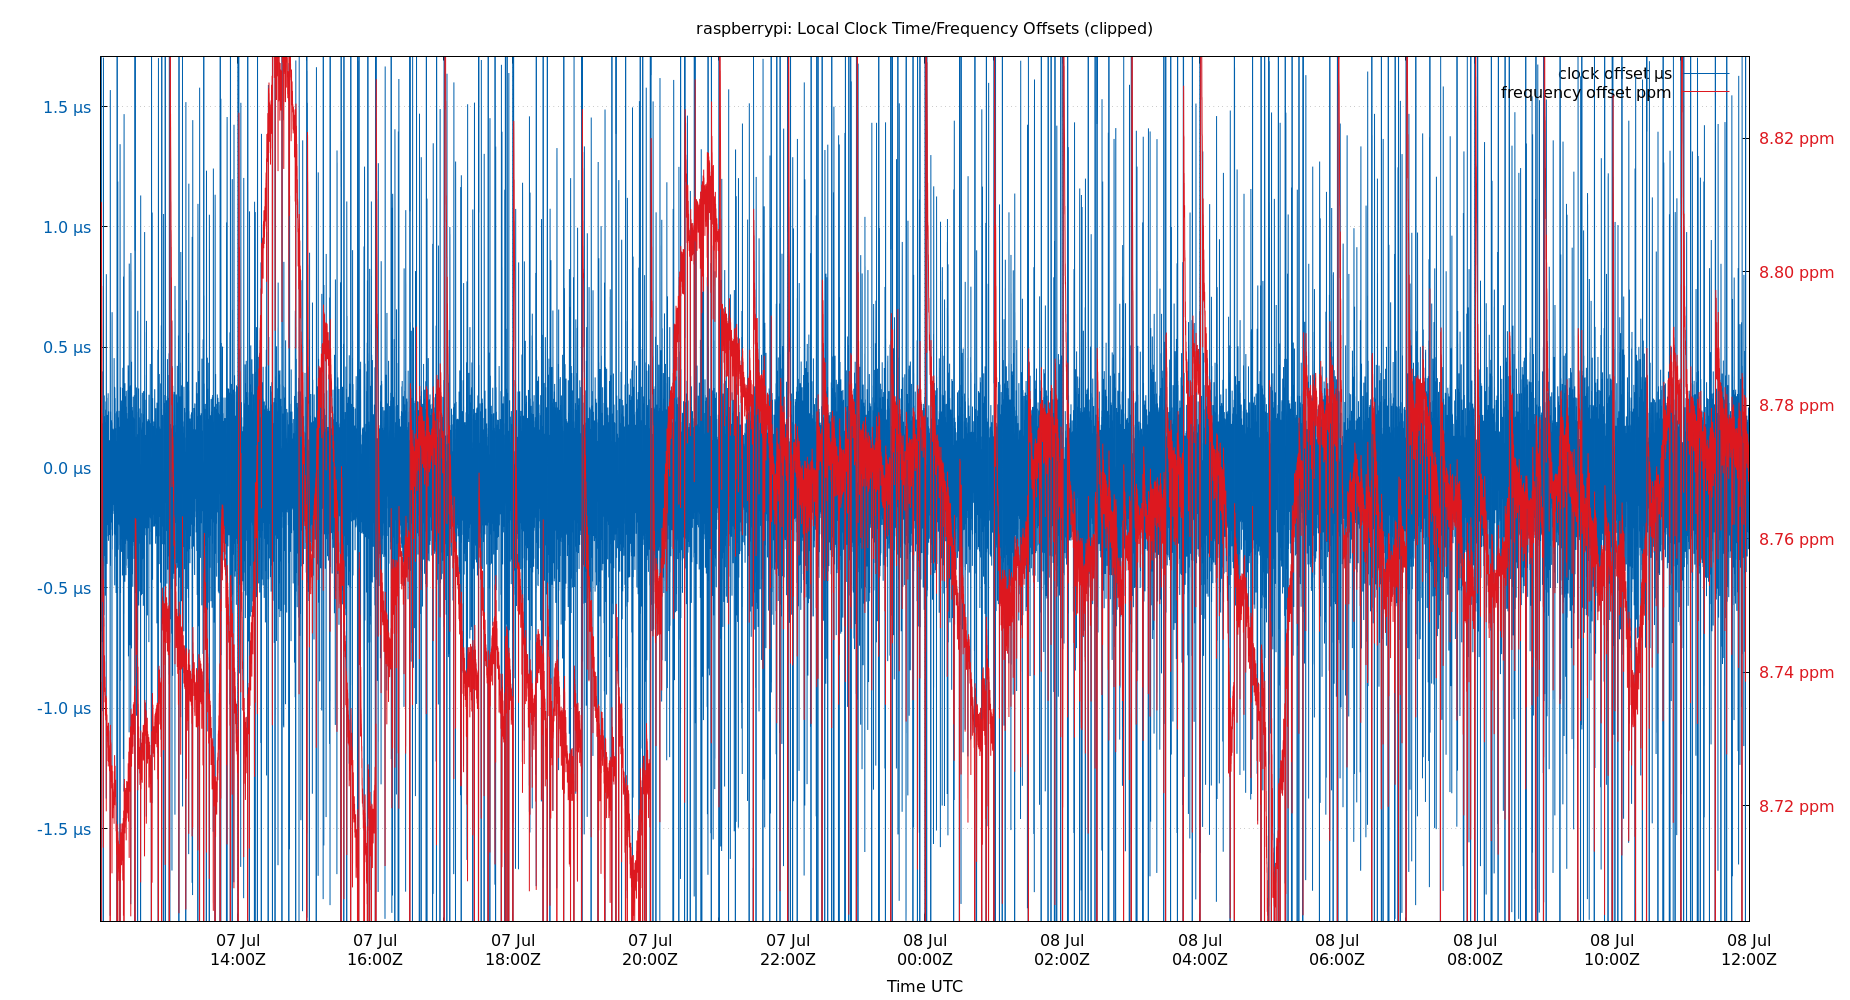 raspberrypi: Local Clock Time/Frequency Offsets (clipped)
clock offset µs
frequency offset ppm
1.5 µs
1.0 µs
0.5 µs
0.0 µs
-0.5 µs
-1.0 µs
-1.5 µs
8.82 ppm
8.80 ppm
8.78 ppm
8.76 ppm
8.74 ppm
8.72 ppm
07 Jul
14:00Z
07 Jul
16:00Z
07 Jul
18:00Z
07 Jul
20:00Z
07 Jul
22:00Z
08 Jul
00:00Z
08 Jul
02:00Z
08 Jul
04:00Z
08 Jul
06:00Z
08 Jul
08:00Z
08 Jul
10:00Z
08 Jul
12:00Z
Time UTC